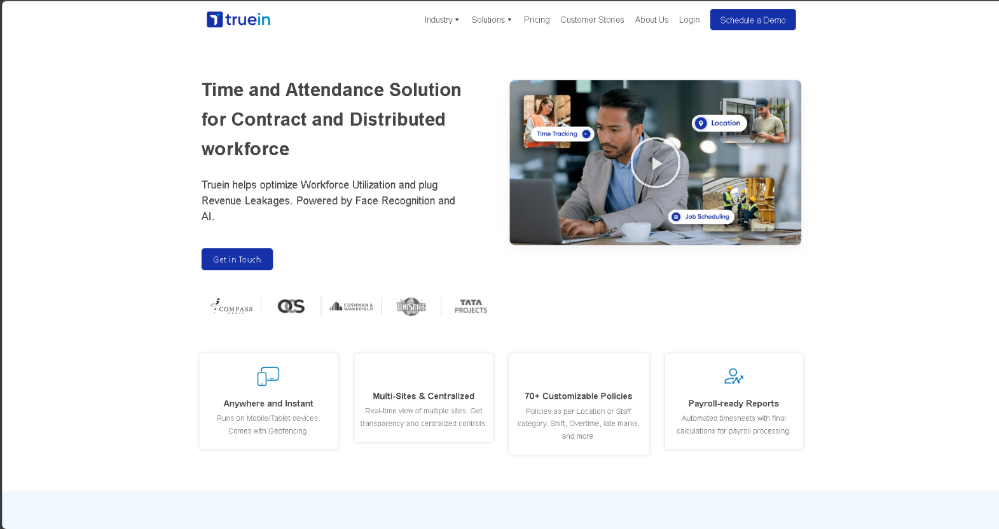 truein
Industry
Solutions
Pricing
Customer Stories
About Us
Login
Schedule a Demo
Time and Attendance Solution
for Contract and Distributed
workforce
Truein helps optimize Workforce Utilization and plug
Revenue Leakages. Powered by Face Recognition and
AI.
Get in Touch
Time Tracking
Location
Job Scheduling
COMPASS
GROUP
OCS
CUSHMAN &
WAKEFIELD
UNISPICE
TATA
PROJECTS
Anywhere and Instant
Runs on Mobile/Tablet devices.
Comes with Geofencing.
Multi-Sites & Centralized
Real-time view of multiple sites. Get
transparency and centralized controls.
70+ Customizable Policies
Policies as per Location or Staff
category. Shift, Overtime, late marks,
and more.
Payroll-ready Reports
Automated timesheets with final
calculations for payroll processing.